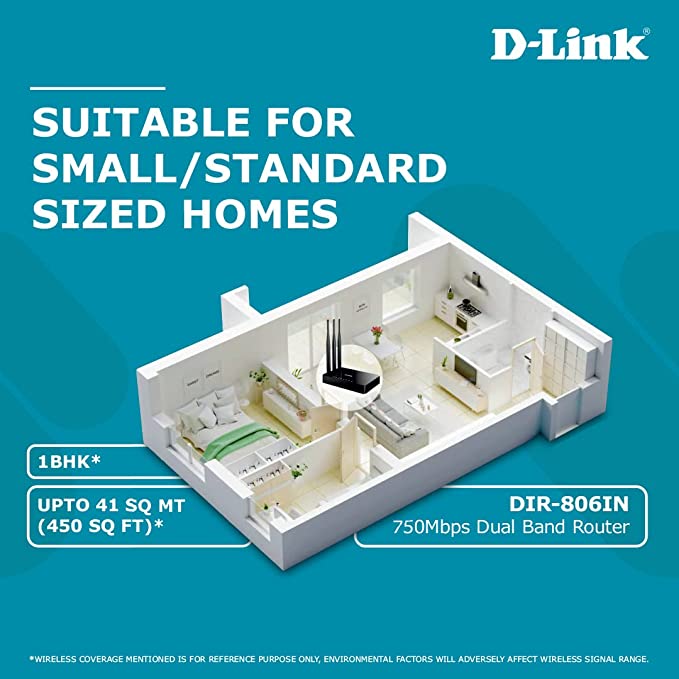 D-Link®
SUITABLE FOR
SMALL/STANDARD
SIZED HOMES
1BHK*
UPTO 41 SQ MT
(450 SQ FT)*
DIR-806IN
750Mbps Dual Band Router
*WIRELESS COVERAGE MENTIONED IS FOR REFERENCE PURPOSE ONLY, ENVIRONMENTAL FACTORS WILL ADVERSELY AFFECT WIRELESS SIGNAL RANGE.